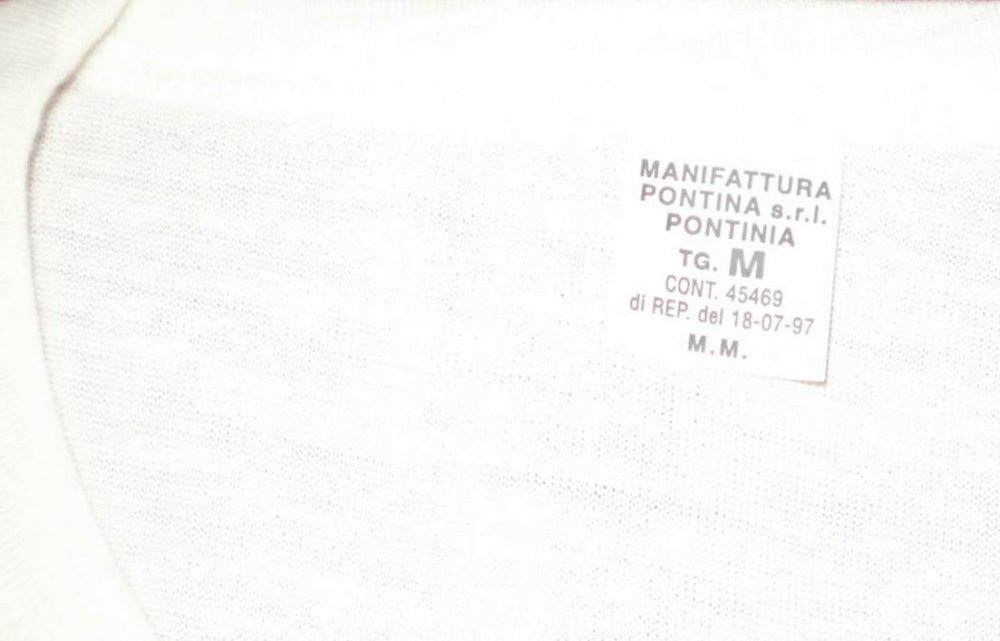 MANIFATTURA
PONTINA s.r.l.
PONTINIA
TG. M
CONT. 45469
di REP. del 18-07-97
M.M.